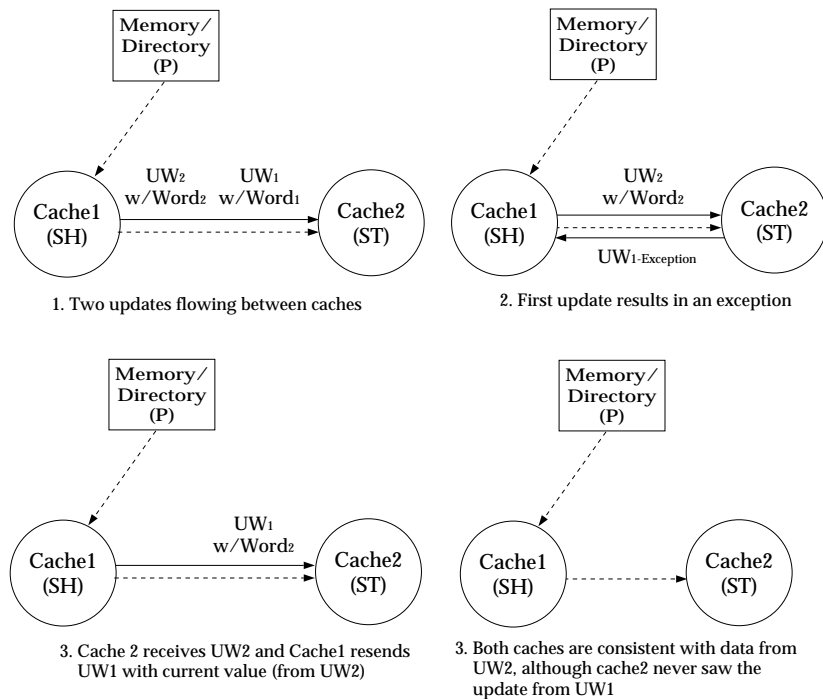 Memory/
Directory
(P)
UW2
w/Word2
UW1
w/Word1
Cache1
(SH)
Cache2
(ST)
1. Two updates flowing between caches
Memory/
Directory
(P)
UW2
w/Word2
Cache1
(SH)
Cache2
(ST)
UW1-Exception
2. First update results in an exception
Memory/
Directory
(P)
UW1
w/Word2
Cache1
(SH)
Cache2
(ST)
3. Cache 2 receives UW2 and Cache1 resends
UW1 with current value (from UW2)
Memory/
Directory
(P)
Cache1
(SH)
Cache2
(ST)
3. Both caches are consistent with data from
UW2, although cache2 never saw the
update from UW1